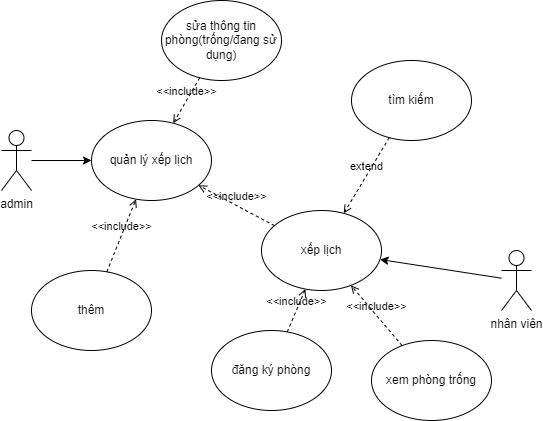 sửa thông tin
phòng(trống/đang sử
dụng)
<<include>>
tìm kiếm
quản lý xếp lịch
extend
admin
<<include>>
<<include>>
xếp lịch
<<include>>
<<include>>
thêm
nhân viên
đăng ký phòng
xem phòng trống